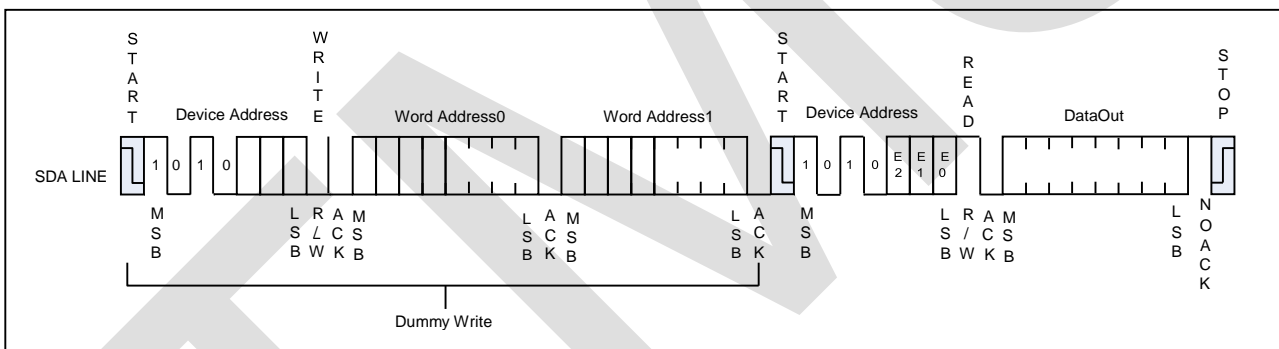 START
WRITE
START
READ
STOP
Device Address
Word Address0
Word Address1
Device Address
DataOut
SDA LINE
1 0 1 0
1 0 1 0 E2 E1 E0
MSB
LSB
R/W
ACK
MSB
LSB
ACK
MSB
LSB
ACK
MSB
LSB
R/W
ACK
MSB
LSB
NOACK
Dummy Write